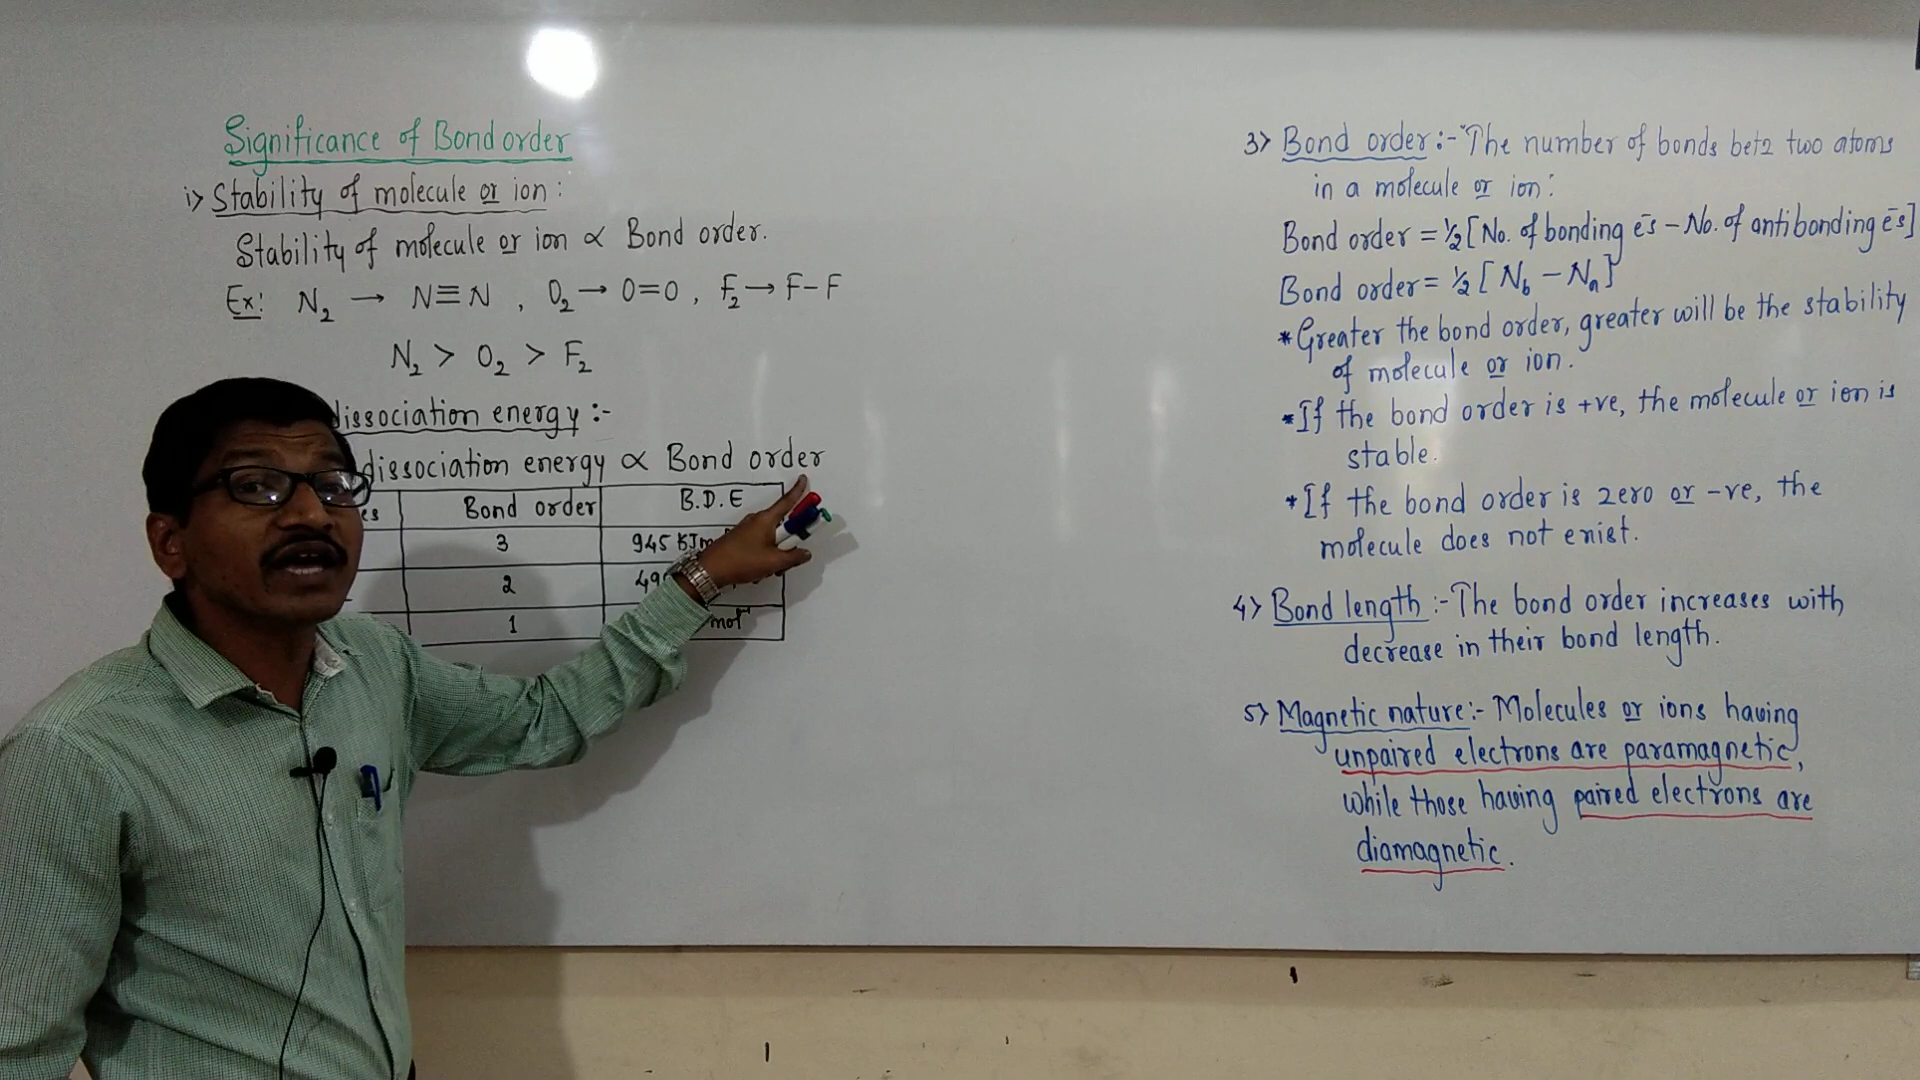 Significance of Bond order
i> Stability of molecule or ion :
Stability of molecule or ion ∝ Bond order.
Ex: N₂ → N≡N , O₂ → O=O , F₂ → F-F
N₂ > O₂ > F₂
dissociation energy :-
dissociation energy ∝ Bond order
es Bond order B.D.E
3 945 KJm
2 49
1 mol⁻
3> Bond order :- "The number of bonds bet2 two atoms
in a molecule or ion:
Bond order = ½ [No. of bonding ēs - No. of antibonding ēs]
Bond order = ½ [N_b - N_a]
* Greater the bond order, greater will be the stability
of molecule or ion.
* If the bond order is +ve, the molecule or ion is
stable.
* If the bond order is zero or -ve, the
molecule does not exist.
4> Bond length :- The bond order increases with
decrease in their bond length.
5> Magnetic nature:- Molecules or ions having
unpaired electrons are paramagnetic,
while those having paired electrons are
diamagnetic.